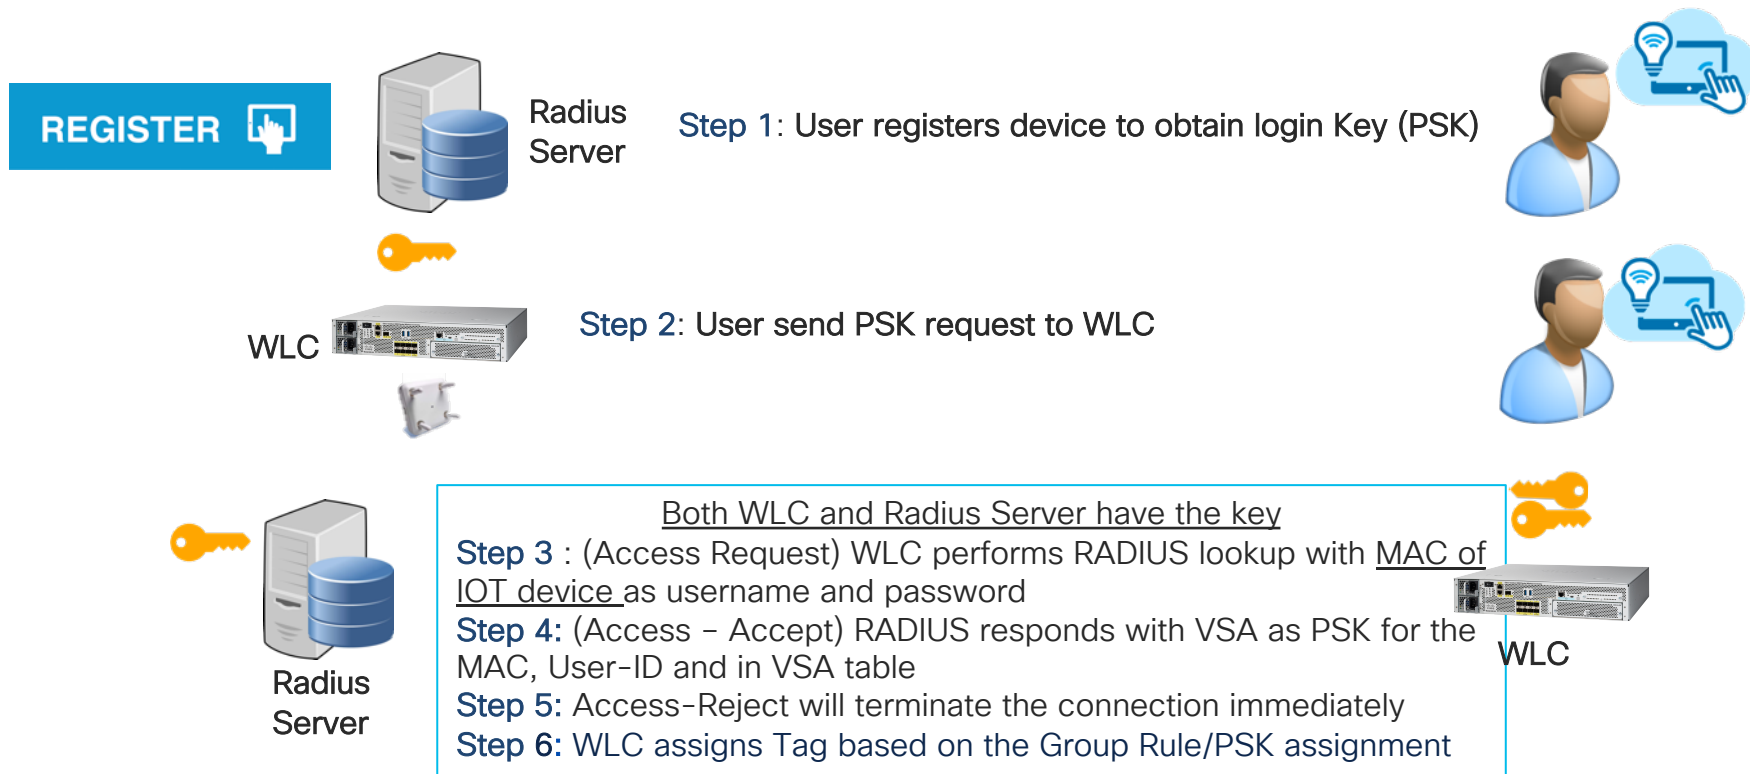 REGISTER
Radius
Server
Step 1: User registers device to obtain login Key (PSK)
WLC
Step 2: User send PSK request to WLC
Radius
Server
Both WLC and Radius Server have the key
Step 3 : (Access Request) WLC performs RADIUS lookup with MAC of
IOT device as username and password
Step 4: (Access – Accept) RADIUS responds with VSA as PSK for the
MAC, User-ID and in VSA table
Step 5: Access-Reject will terminate the connection immediately
Step 6: WLC assigns Tag based on the Group Rule/PSK assignment
WLC